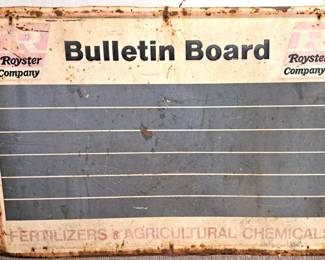 Bulletin Board
Royster
Company
Royster
Company
FERTILIZERS & AGRICULTURAL CHEMICALS